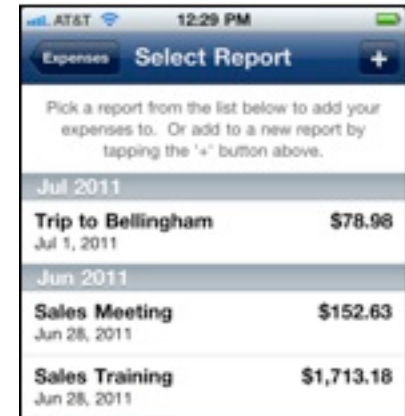 AT&T 12:29 PM
Expenses Select Report +
Pick a report from the list below to add your
expenses to. Or add to a new report by
tapping the '+' button above.
Jul 2011
Trip to Bellingham $78.98
Jul 1, 2011
Jun 2011
Sales Meeting $152.63
Jun 28, 2011
Sales Training $1,713.18
Jun 28, 2011